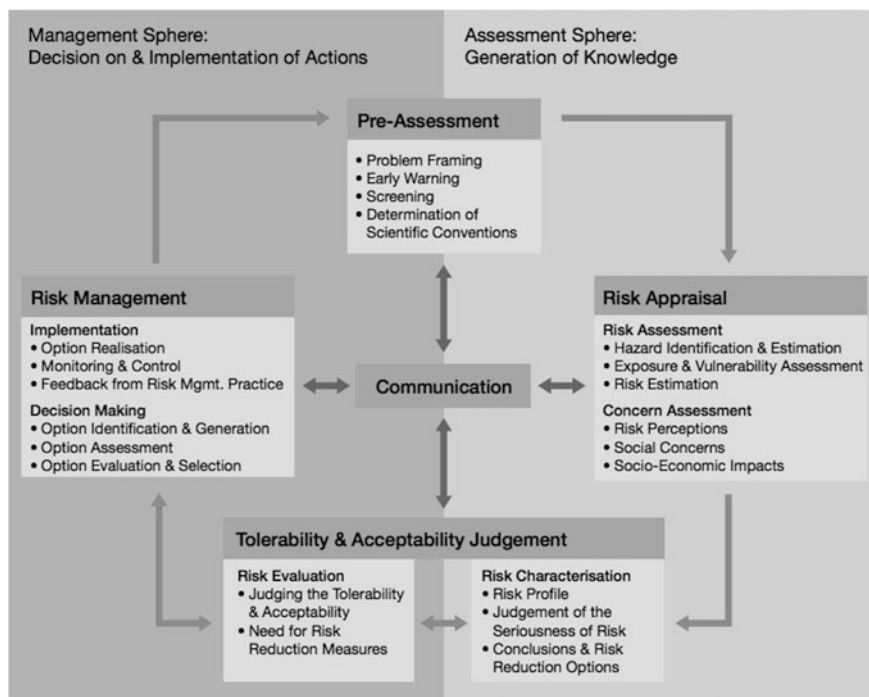 Management Sphere:
Decision on & Implementation of Actions
Assessment Sphere:
Generation of Knowledge
Pre-Assessment
• Problem Framing
• Early Warning
• Screening
• Determination of
Scientific Conventions
Risk Management
Implementation
• Option Realisation
• Monitoring & Control
• Feedback from Risk Mgmt. Practice
Decision Making
• Option Identification & Generation
• Option Assessment
• Option Evaluation & Selection
Communication
Risk Appraisal
Risk Assessment
• Hazard Identification & Estimation
• Exposure & Vulnerability Assessment
• Risk Estimation
Concern Assessment
• Risk Perceptions
• Social Concerns
• Socio-Economic Impacts
Tolerability & Acceptability Judgement
Risk Evaluation
• Judging the Tolerability
& Acceptability
• Need for Risk
Reduction Measures
Risk Characterisation
• Risk Profile
• Judgement of the
Seriousness of Risk
• Conclusions & Risk
Reduction Options